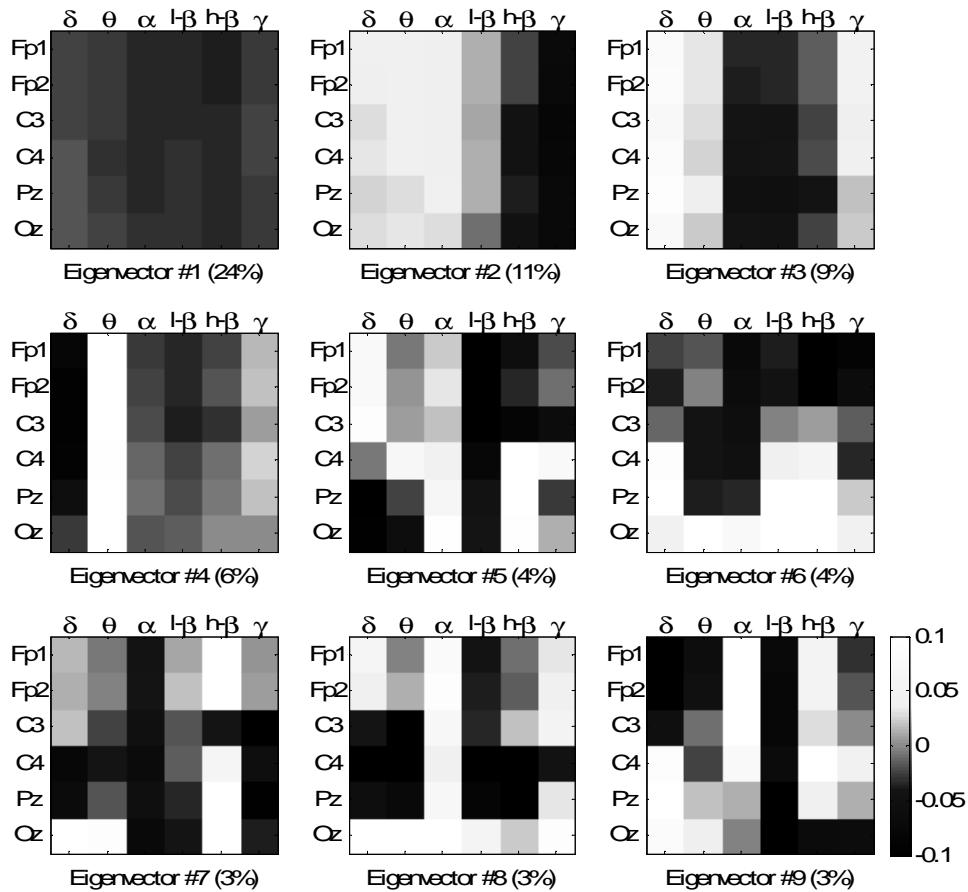 δ θ α l-β h-β γ δ θ α l-β h-β γ δ θ α l-β h-β γ
Fp1 Fp1 Fp1
Fp2 Fp2 Fp2
C3 C3 C3
C4 C4 C4
Pz Pz Pz
Oz Oz Oz
Eigenvector #1 (24%) Eigenvector #2 (11%) Eigenvector #3 (9%)
δ θ α l-β h-β γ δ θ α l-β h-β γ δ θ α l-β h-β γ
Fp1 Fp1 Fp1
Fp2 Fp2 Fp2
C3 C3 C3
C4 C4 C4
Pz Pz Pz
Oz Oz Oz
Eigenvector #4 (6%) Eigenvector #5 (4%) Eigenvector #6 (4%)
δ θ α l-β h-β γ δ θ α l-β h-β γ δ θ α l-β h-β γ
Fp1 Fp1 Fp1 0.1
Fp2 Fp2 Fp2 0.05
C3 C3 C3 0
C4 C4 C4
Pz Pz Pz -0.05
Oz Oz Oz -0.1
Eigenvector #7 (3%) Eigenvector #8 (3%) Eigenvector #9 (3%)